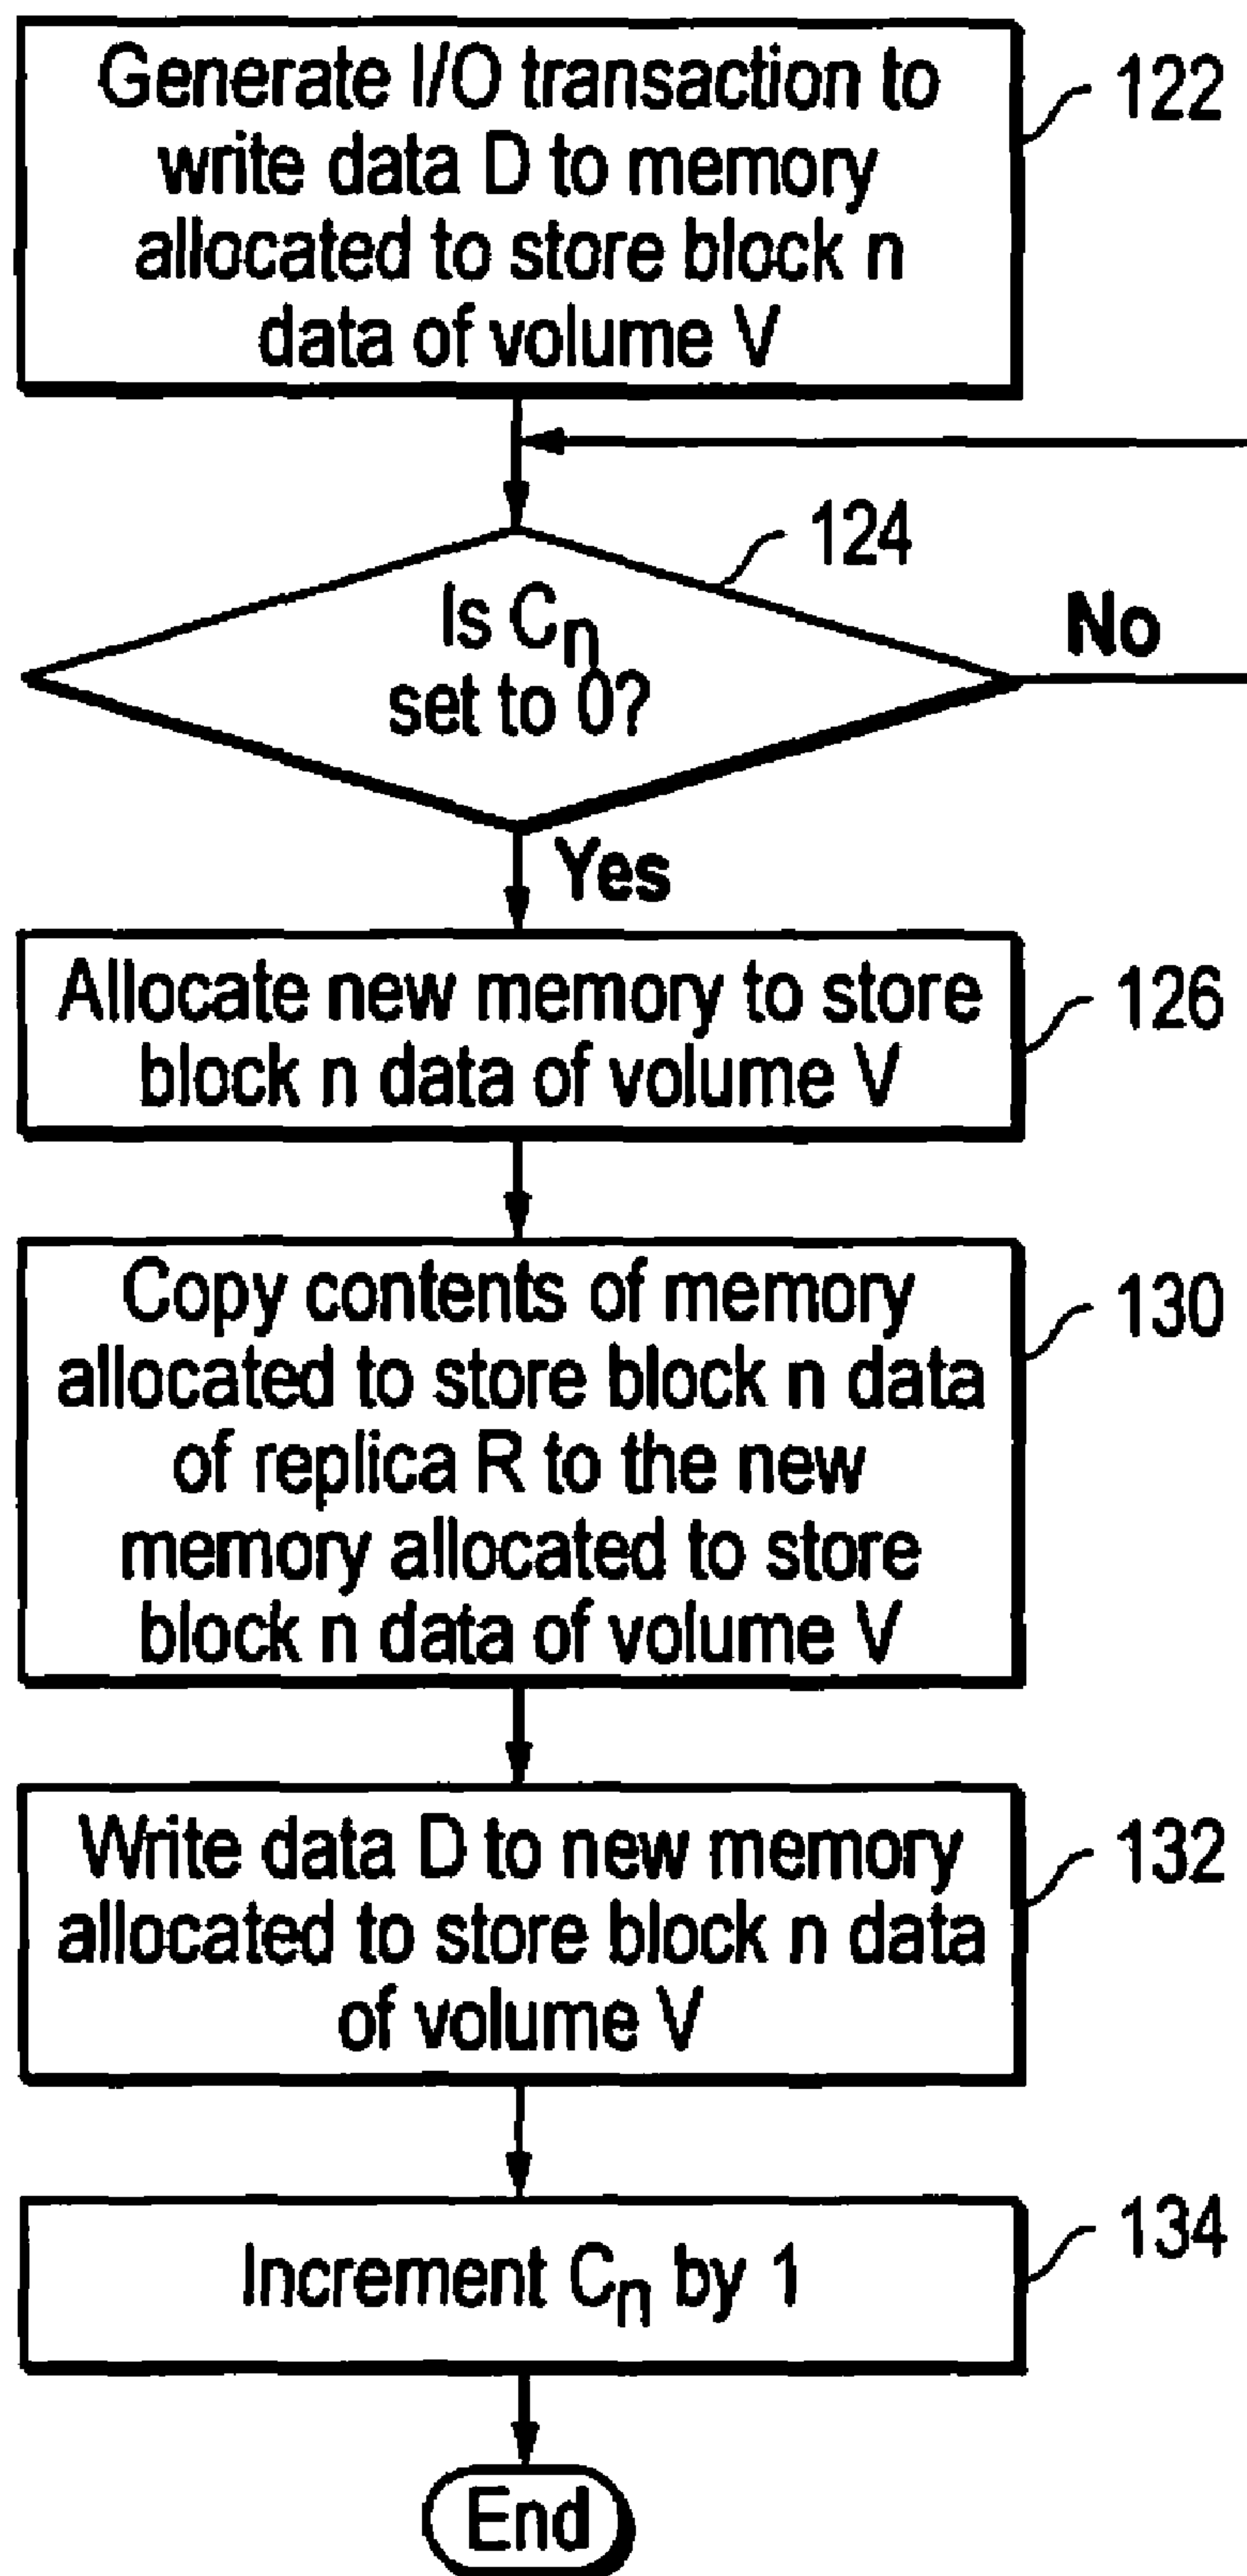 Generate I/O transaction to
write data D to memory
allocated to store block n
data of volume V
122
124
Is Cn
set to 0?
No
Yes
Allocate new memory to store
block n data of volume V
126
Copy contents of memory
allocated to store block n data
of replica R to the new
memory allocated to store
block n data of volume V
130
Write data D to new memory
allocated to store block n data
of volume V
132
Increment Cn by 1
134
End